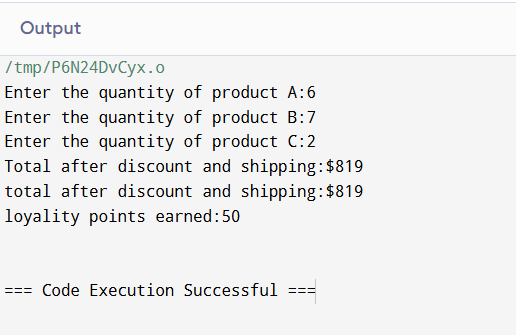 Output
/tmp/P6N24DvCyx.o
Enter the quantity of product A:6
Enter the quantity of product B:7
Enter the quantity of product C:2
Total after discount and shipping:$819
total after discount and shipping:$819
loyality points earned:50
=== Code Execution Successful ===